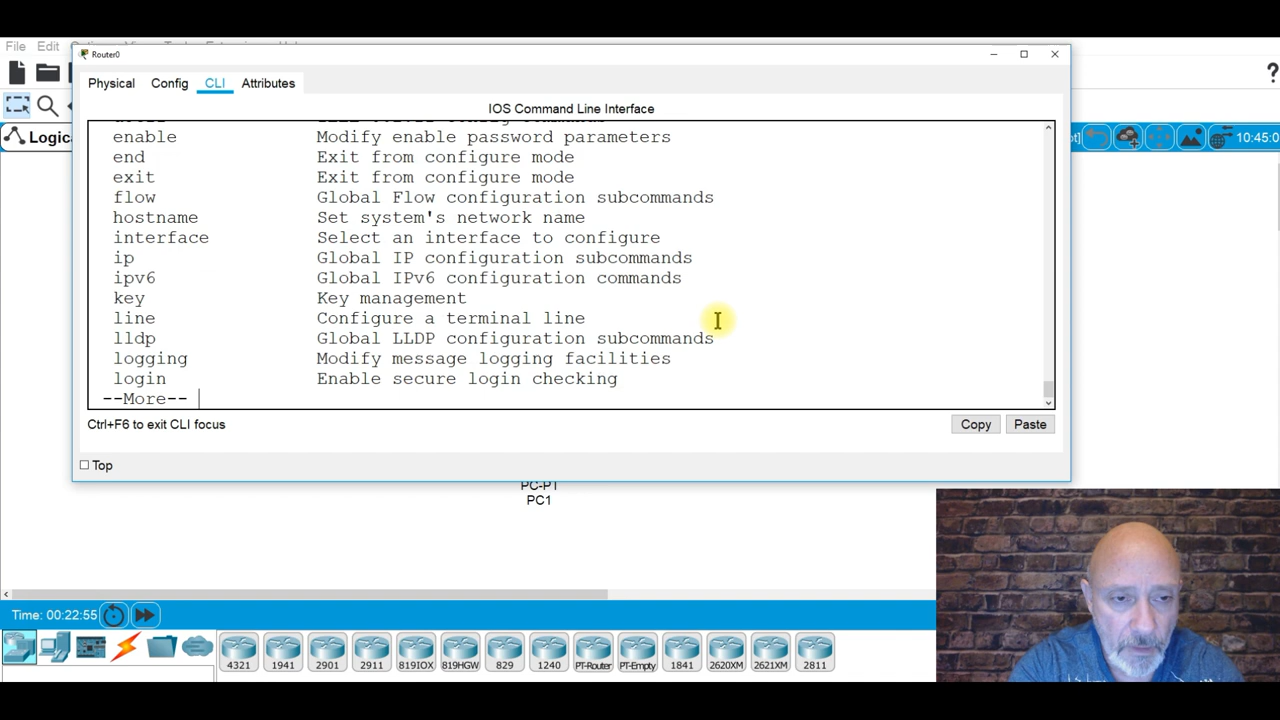 File Edit
Router0
Physical Config CLI Attributes
?
IOS Command Line Interface
Logica
10:45:0
enable Modify enable password parameters
end Exit from configure mode
exit Exit from configure mode
flow Global Flow configuration subcommands
hostname Set system's network name
interface Select an interface to configure
ip Global IP configuration subcommands
ipv6 Global IPv6 configuration commands
key Key management
line Configure a terminal line
lldp Global LLDP configuration subcommands
logging Modify message logging facilities
login Enable secure login checking
--More--
Ctrl+F6 to exit CLI focus
Copy Paste
Top
PC-PT
PC1
Time: 00:22:55
4321 1941 2901 2911 819IOX 819HGW 829 1240 PT-Router PT-Empty 1841 2620XM 2621XM 2811